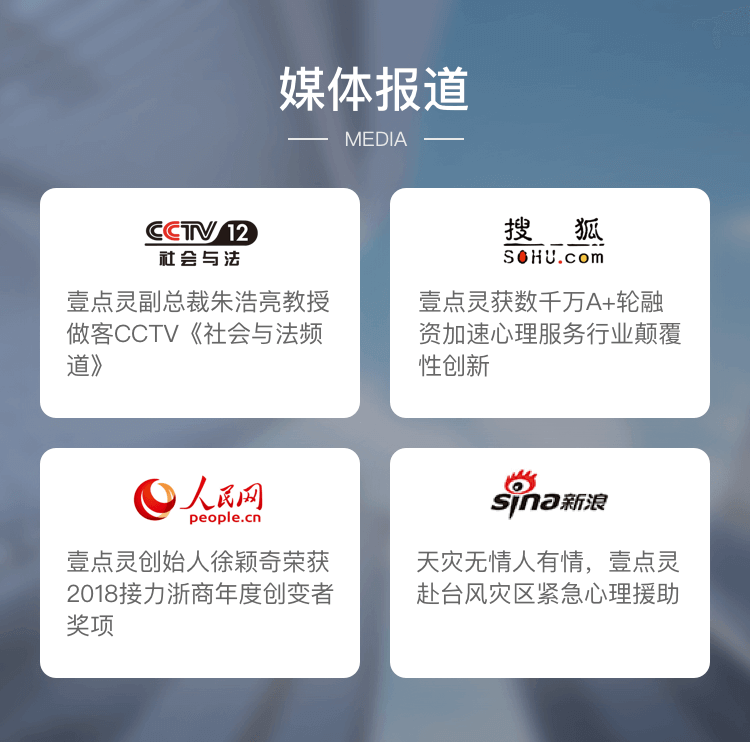 媒体报道
MEDIA
CCTV 12
社会与法
壹点灵副总裁朱浩亮教授
做客CCTV《社会与法频
道》
搜狐
SOHU.com
壹点灵获数千万A+轮融
资加速心理服务行业颠覆
性创新
人民网
people.cn
壹点灵创始人徐颖奇荣获
2018接力浙商年度创变者
奖项
sina新浪
天灾无情人有情，壹点灵
赴台风灾区紧急心理援助